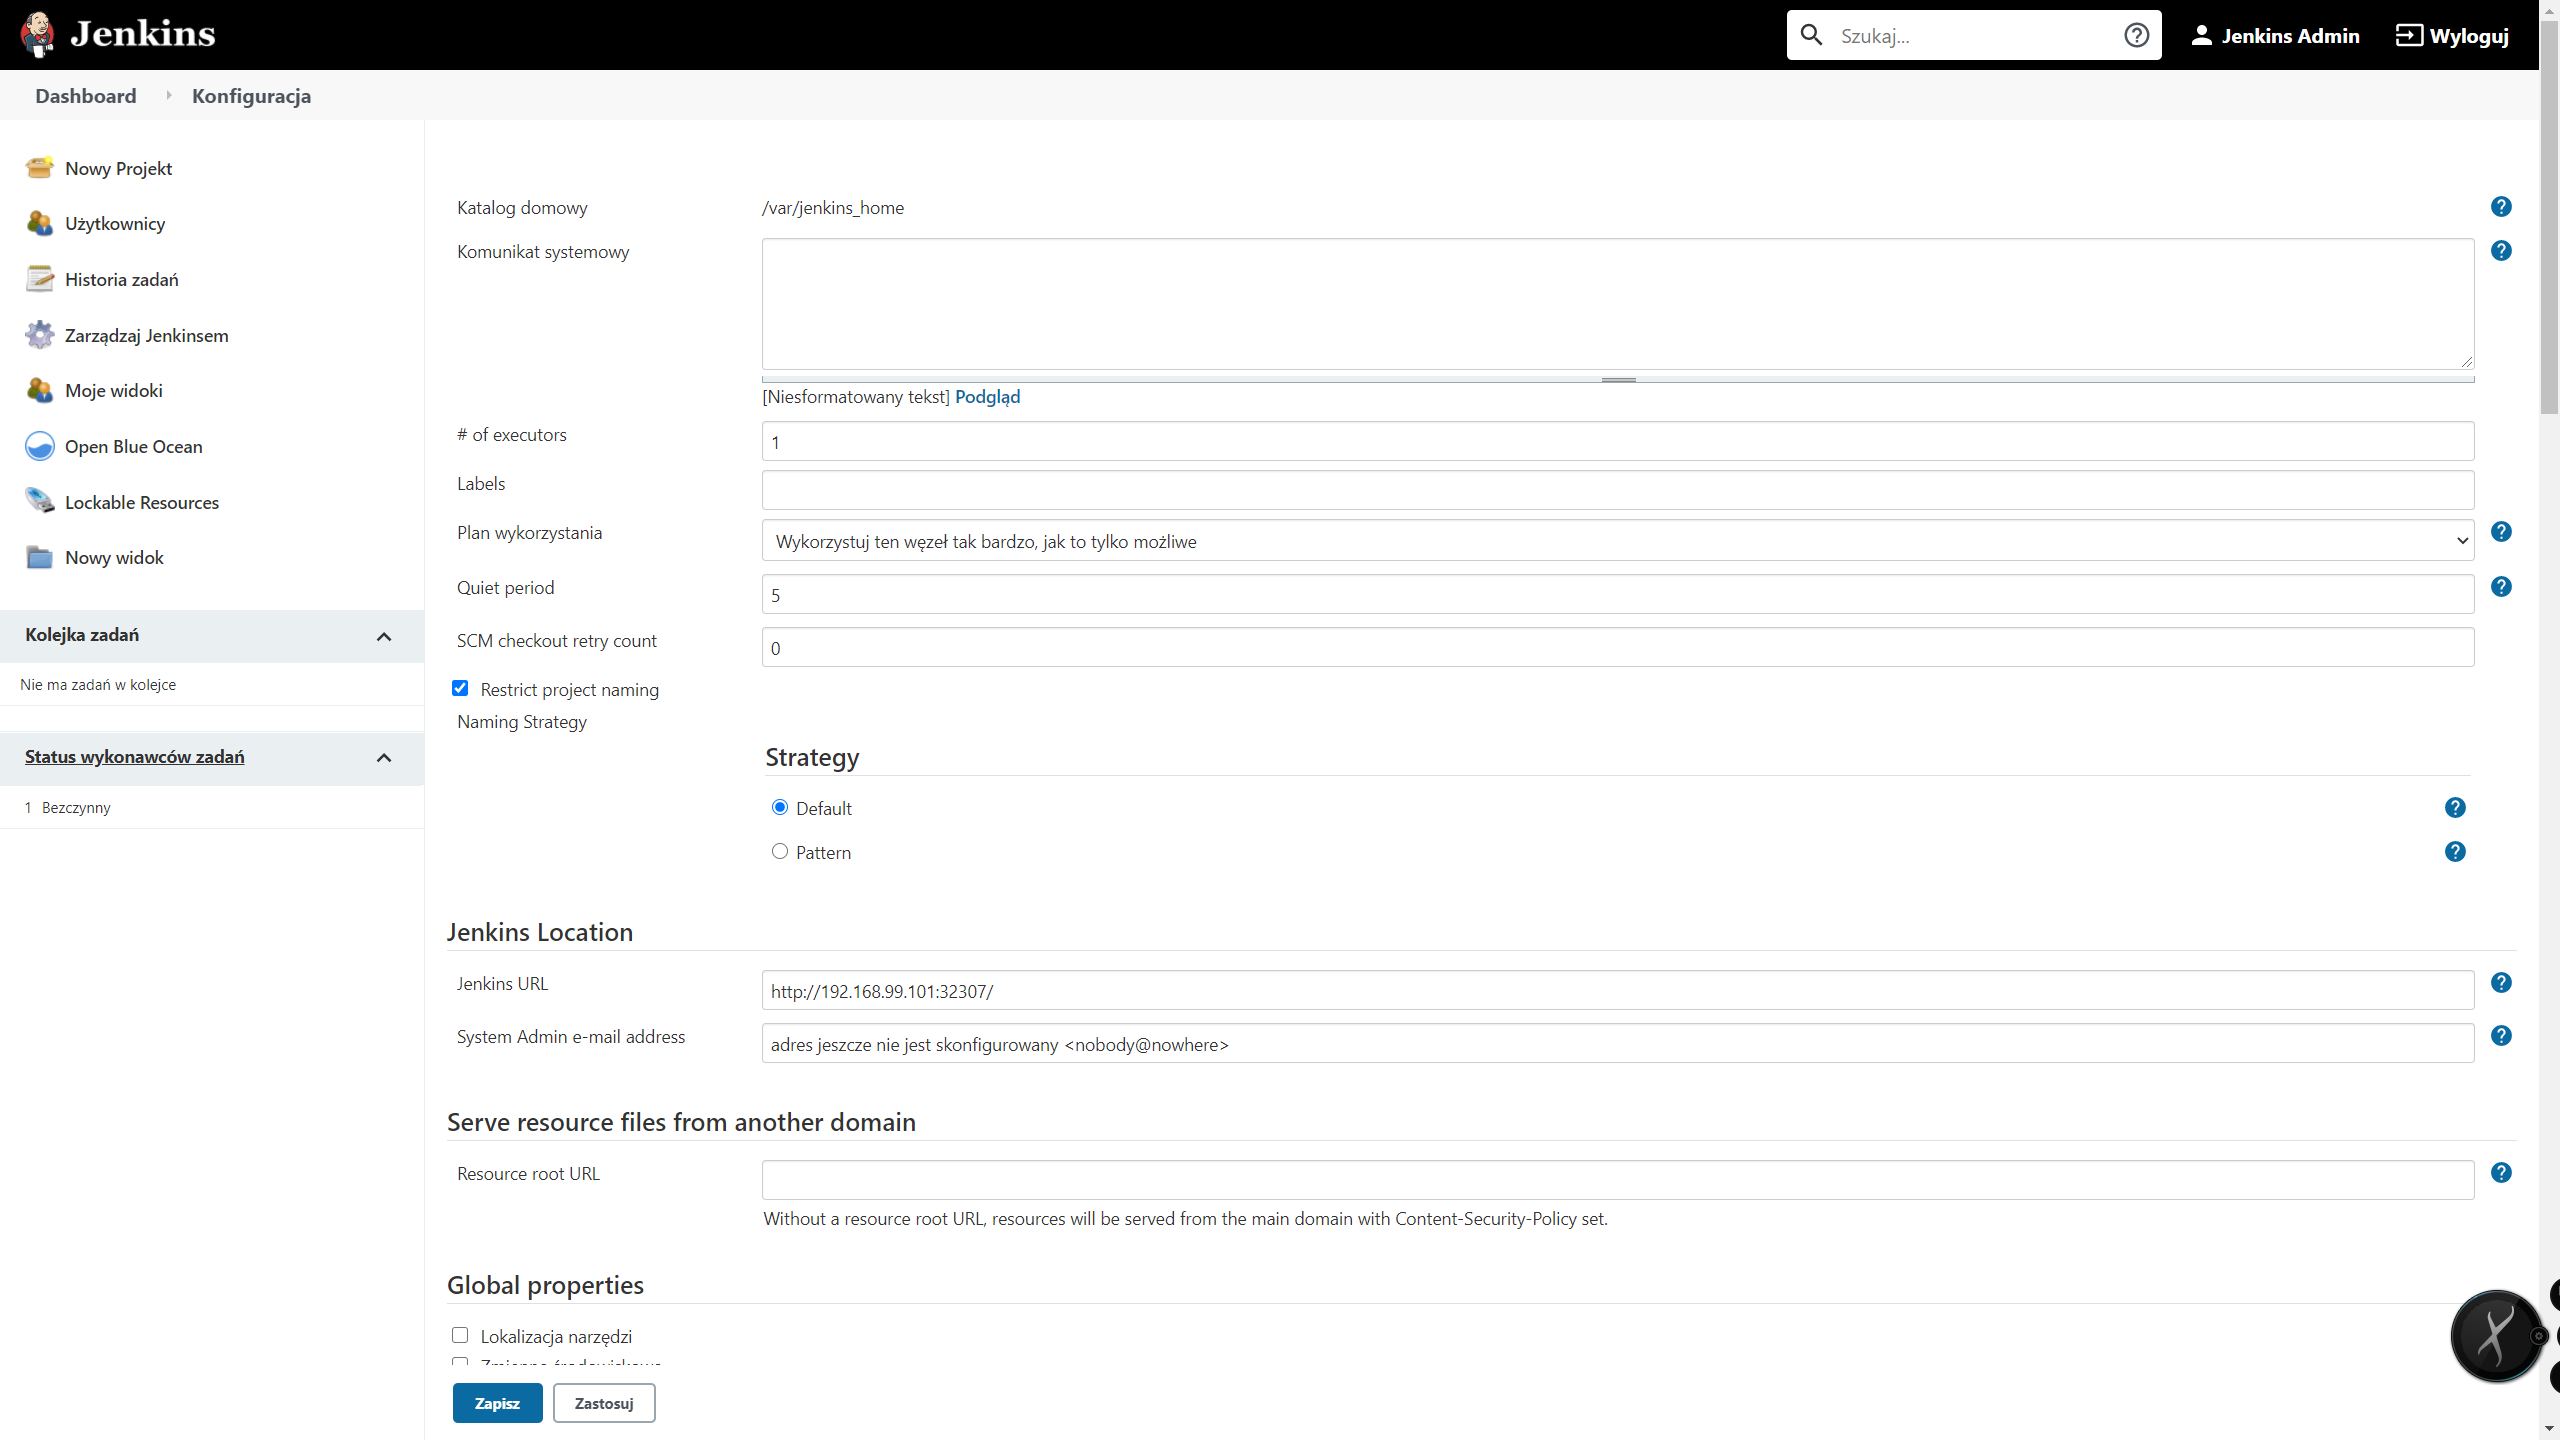 Jenkins
Szukaj...
Jenkins Admin
Wyloguj
Dashboard
Konfiguracja
Nowy Projekt
Użytkownicy
Historia zadań
Zarządzaj Jenkinsem
Moje widoki
Open Blue Ocean
Lockable Resources
Nowy widok
Kolejka zadań
Nie ma zadań w kolejce
Status wykonawców zadań
1 Bezczynny
Katalog domowy
/var/jenkins_home
Komunikat systemowy
[Niesformatowany tekst] Podgląd
# of executors
1
Labels
Plan wykorzystania
Wykorzystuj ten węzeł tak bardzo, jak to tylko możliwe
Quiet period
5
SCM checkout retry count
0
Restrict project naming
Naming Strategy
Strategy
Default
Pattern
Jenkins Location
Jenkins URL
http://192.168.99.101:32307/
System Admin e-mail address
adres jeszcze nie jest skonfigurowany <nobody@nowhere>
Serve resource files from another domain
Resource root URL
Without a resource root URL, resources will be served from the main domain with Content-Security-Policy set.
Global properties
Lokalizacja narzędzi
Zmienne środowiskowe
Zapisz
Zastosuj